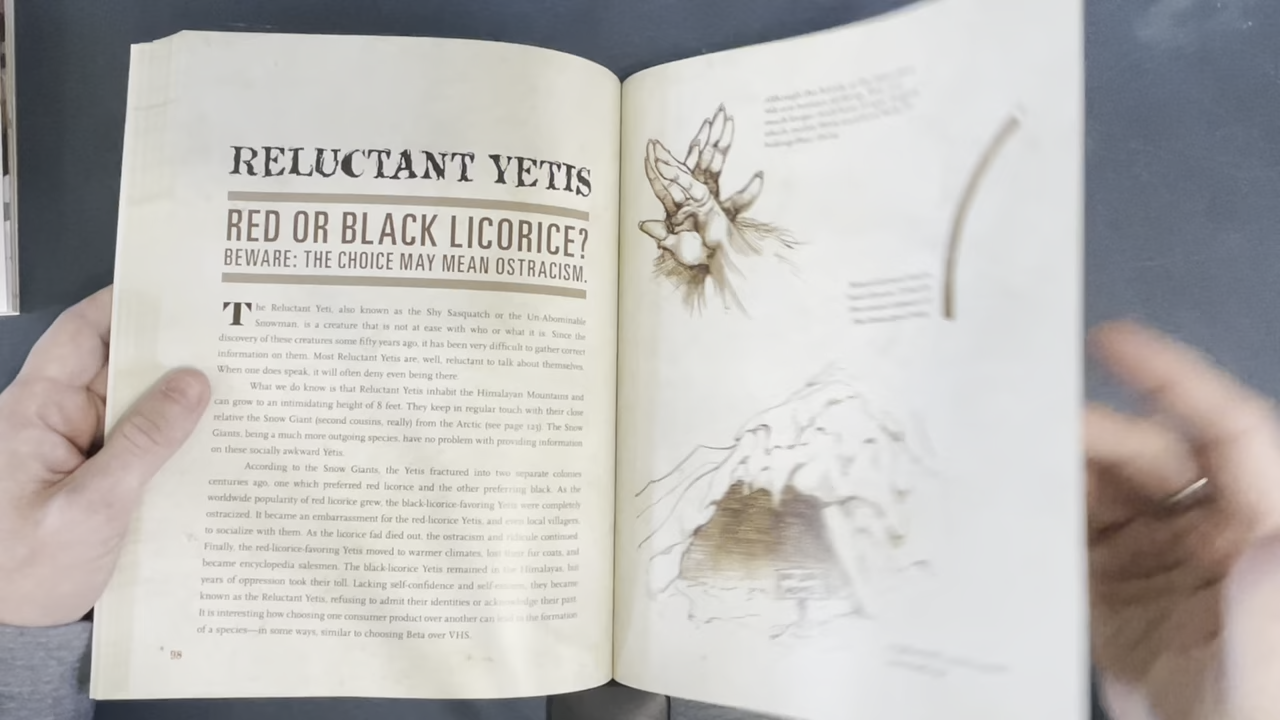 RELUCTANT YETIS
RED OR BLACK LICORICE?
BEWARE: THE CHOICE MAY MEAN OSTRACISM.
The Reluctant Yeti, also known as the Shy Sasquatch or the Un-Abominable
Snowman, is a creature that is not at ease with who or what it is. Since the
discovery of these creatures some fifty years ago, it has been very difficult to gather correct
information on them. Most Reluctant Yetis are, well, reluctant to talk about themselves.
When one does speak, it will often deny even being there.
What we do know is that Reluctant Yetis inhabit the Himalayan Mountains and
can grow to an intimidating height of 8 feet. They keep in regular touch with their close
relative the Snow Giant (second cousins, really) from the Arctic (see page 123). The Snow
Giants, being a much more outgoing species, have no problem with providing information
on these socially awkward Yetis.
According to the Snow Giants, the Yetis fractured into two separate colonies
centuries ago, one which preferred red licorice and the other preferring black. As the
worldwide popularity of red licorice grew, the black-licorice-favoring Yetis were completely
ostracized. It became an embarrassment for the red-licorice Yetis, and even local villagers,
to socialize with them. As the licorice fad died out, the ostracism and ridicule continued.
Finally, the red-licorice-favoring Yetis moved to warmer climates, lost their fur coats, and
became encyclopedia salesmen. The black-licorice Yetis remained in the Himalayas, but
years of oppression took their toll. Lacking self-confidence and self-esteem, they became
known as the Reluctant Yetis, refusing to admit their identities or acknowledge their past.
It is interesting how choosing one consumer product over another can lead to the formation
of a species—in some ways, similar to choosing Beta over VHS.
98